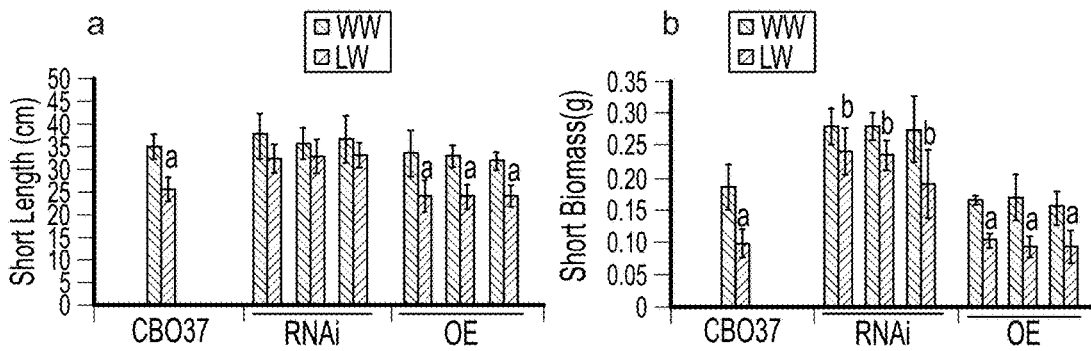 a
WW
LW
Short Length (cm)
50
45
40
35
30
25
20
15
10
5
0
a
a
a
a
CBO37
RNAi
OE
b
WW
LW
Short Biomass(g)
0.35
0.30
0.25
0.20
0.15
0.10
0.05
0
a
b
b
b
a
a
a
CBO37
RNAi
OE